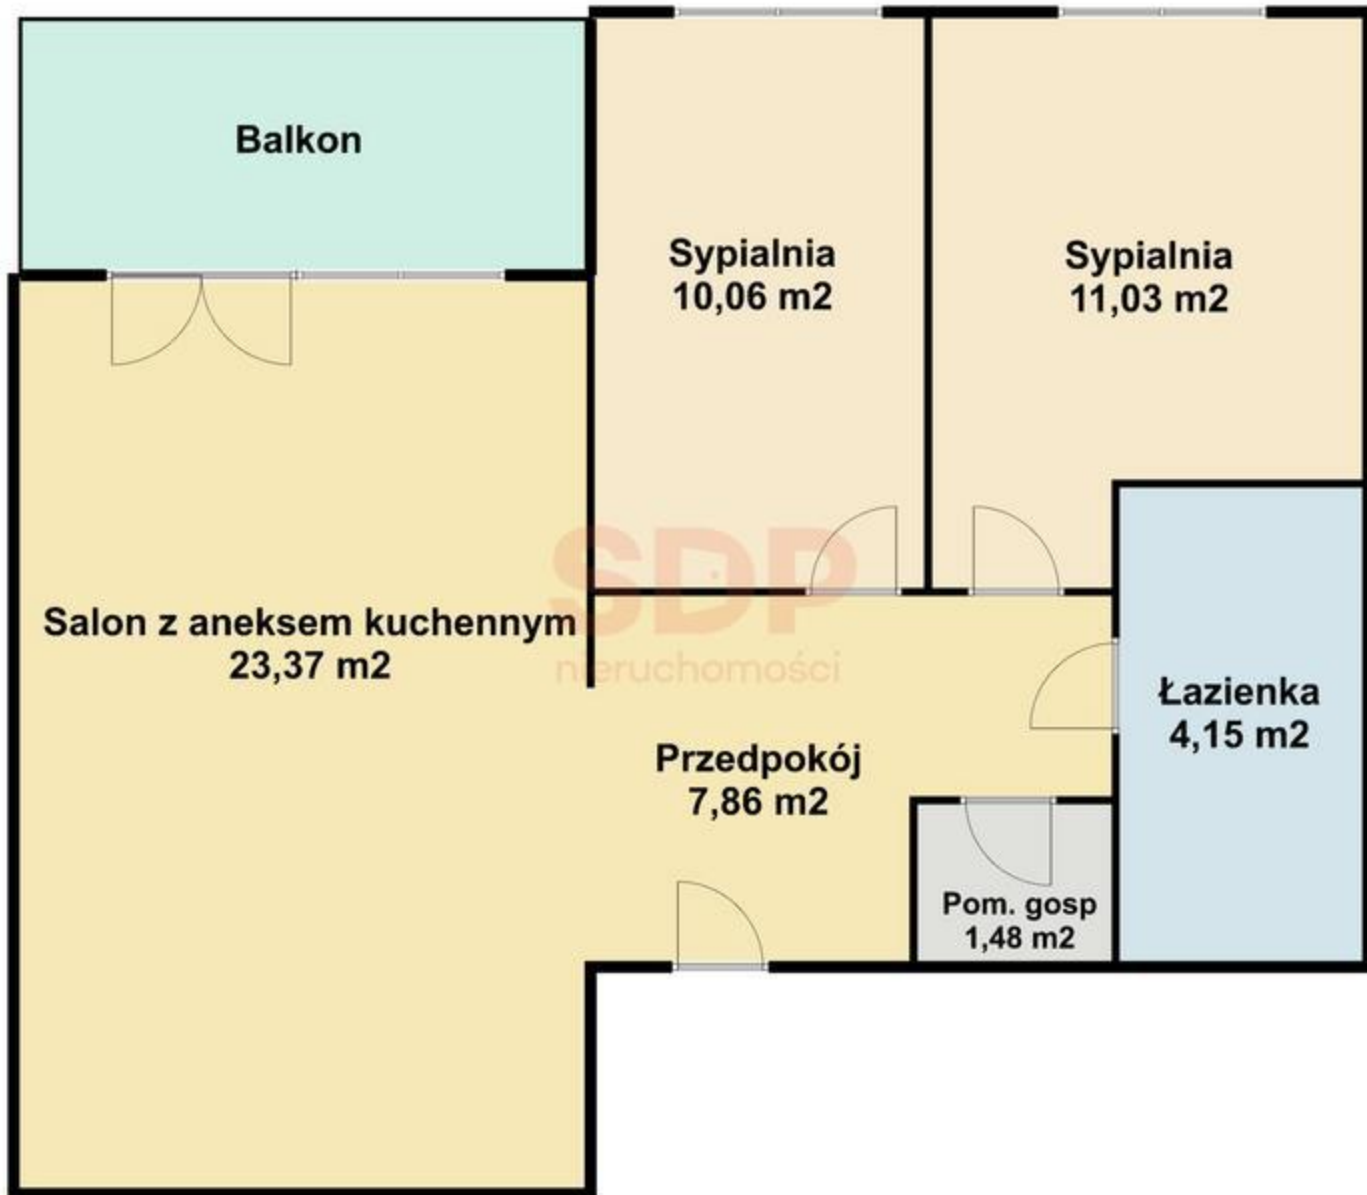 Balkon
Sypialnia
10,06 m2
Sypialnia
11,03 m2
Salon z aneksem kuchennym
23,37 m2
SDP
nieruchomości
Łazienka
4,15 m2
Przedpokój
7,86 m2
Pom. gosp
1,48 m2